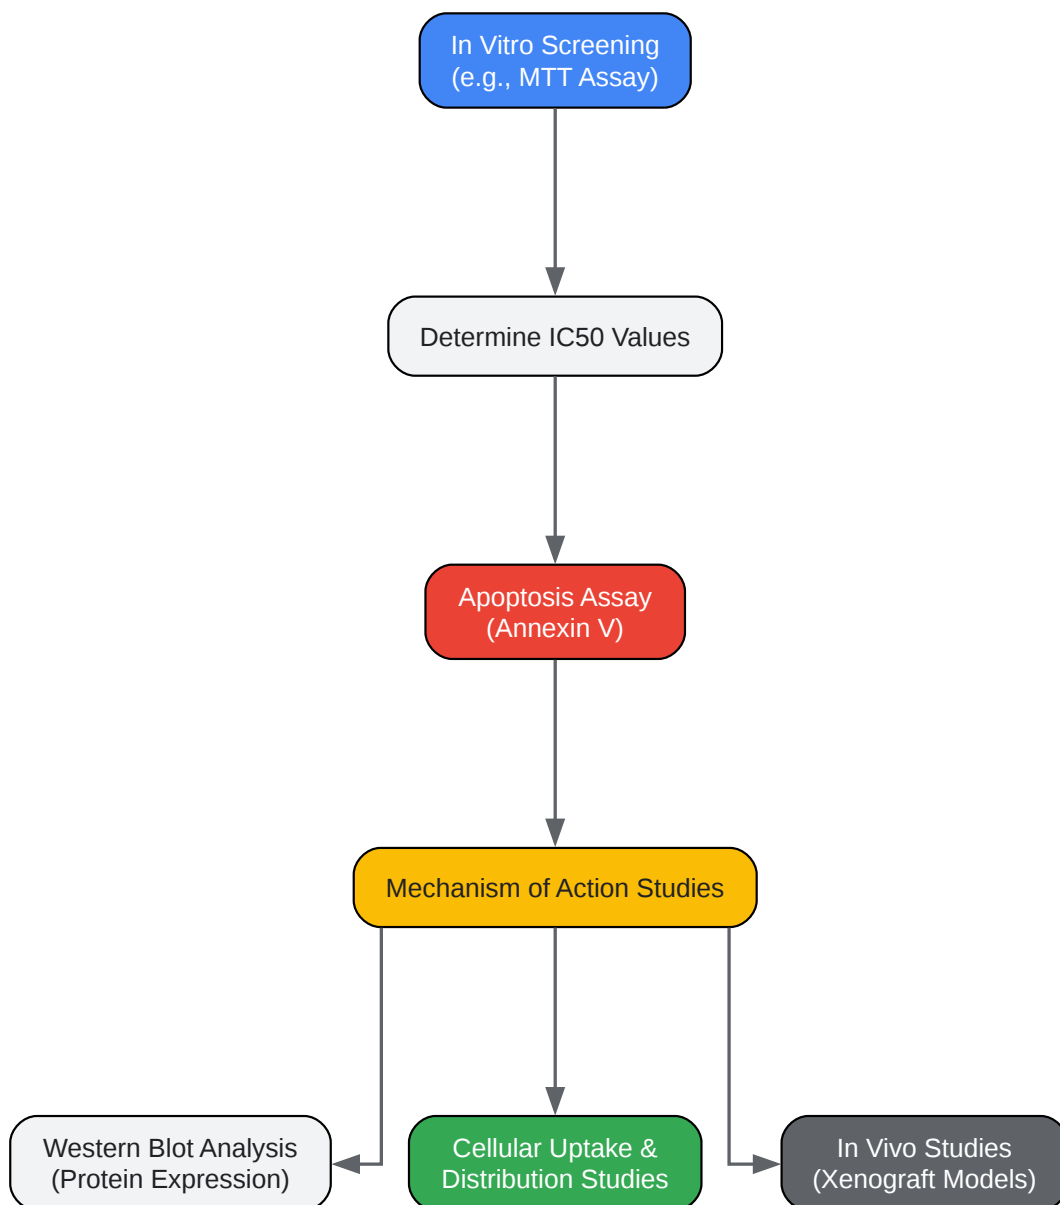 In Vitro Screening
(e.g., MTT Assay)
Determine IC50 Values
Apoptosis Assay
(Annexin V)
Mechanism of Action Studies
Western Blot Analysis
(Protein Expression)
Cellular Uptake &
Distribution Studies
In Vivo Studies
(Xenograft Models)